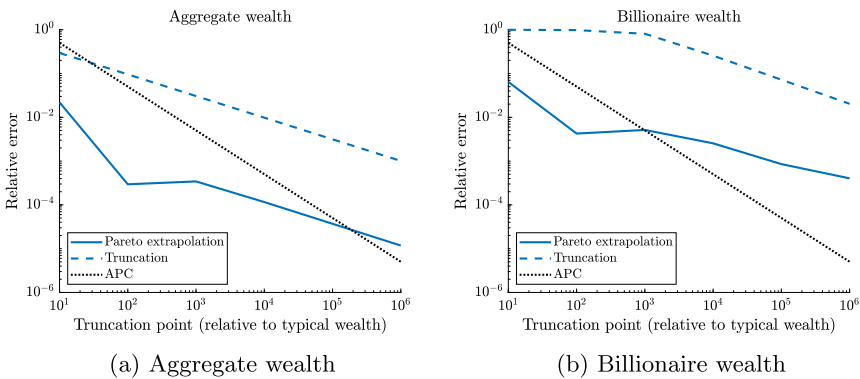 Aggregate wealth
10^0
10^-2
10^-4
10^-6
Relative error
Pareto extrapolation
Truncation
APC
10^1 10^2 10^3 10^4 10^5 10^6
Truncation point (relative to typical wealth)
(a) Aggregate wealth
Billionaire wealth
10^0
10^-2
10^-4
10^-6
Relative error
Pareto extrapolation
Truncation
APC
10^1 10^2 10^3 10^4 10^5 10^6
Truncation point (relative to typical wealth)
(b) Billionaire wealth